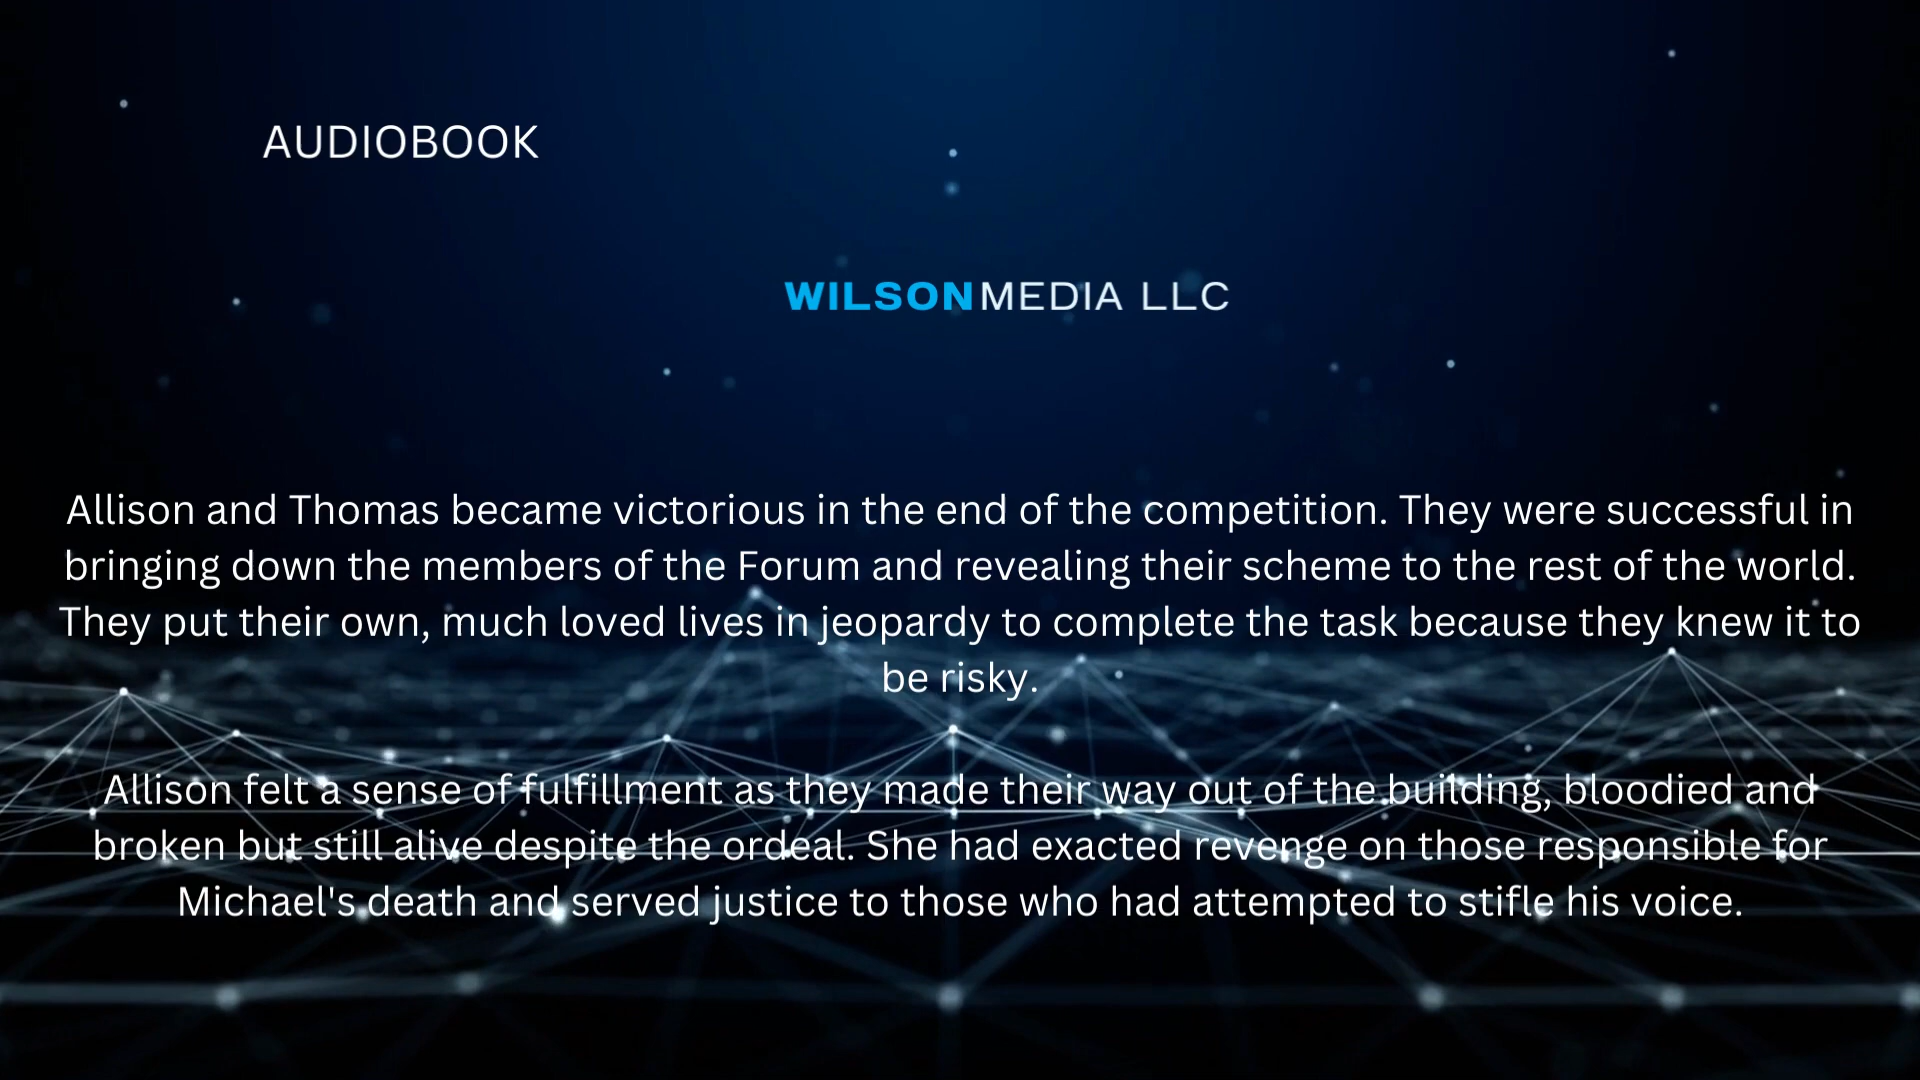 AUDIOBOOK
WILSONMEDIA LLC
Allison and Thomas became victorious in the end of the competition. They were successful in
bringing down the members of the Forum and revealing their scheme to the rest of the world.
They put their own, much loved lives in jeopardy to complete the task because they knew it to
be risky.
Allison felt a sense of fulfillment as they made their way out of the building, bloodied and
broken but still alive despite the ordeal. She had exacted revenge on those responsible for
Michael's death and served justice to those who had attempted to stifle his voice.